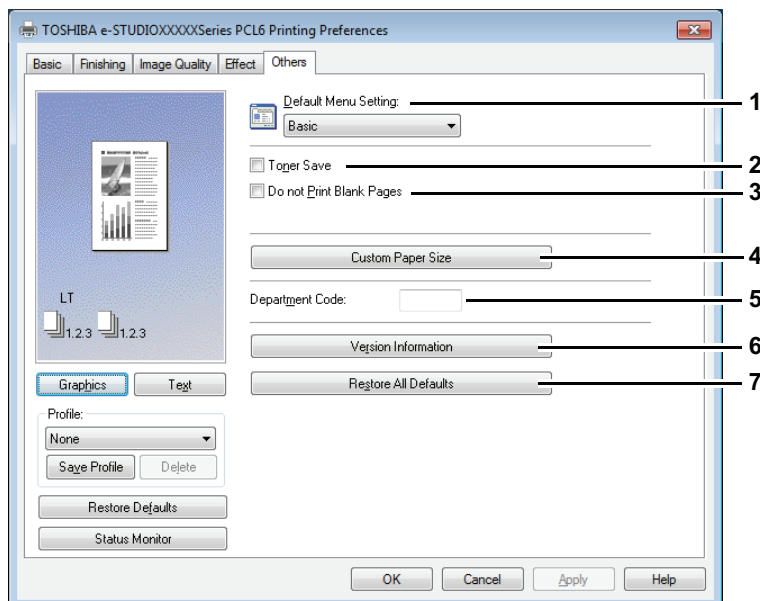 TOSHIBA e-STUDIOXXXXXSeries PCL6 Printing Preferences
Basic Finishing Image Quality Effect Others
Default Menu Setting: 1
Basic
Toner Save 2
Do not Print Blank Pages 3
Custom Paper Size 4
LT
Department Code: 5
1.2.3 1.2.3
Version Information 6
Graphics Text
Restore All Defaults 7
Profile:
None
Save Profile Delete
Restore Defaults
Status Monitor
OK Cancel Apply Help